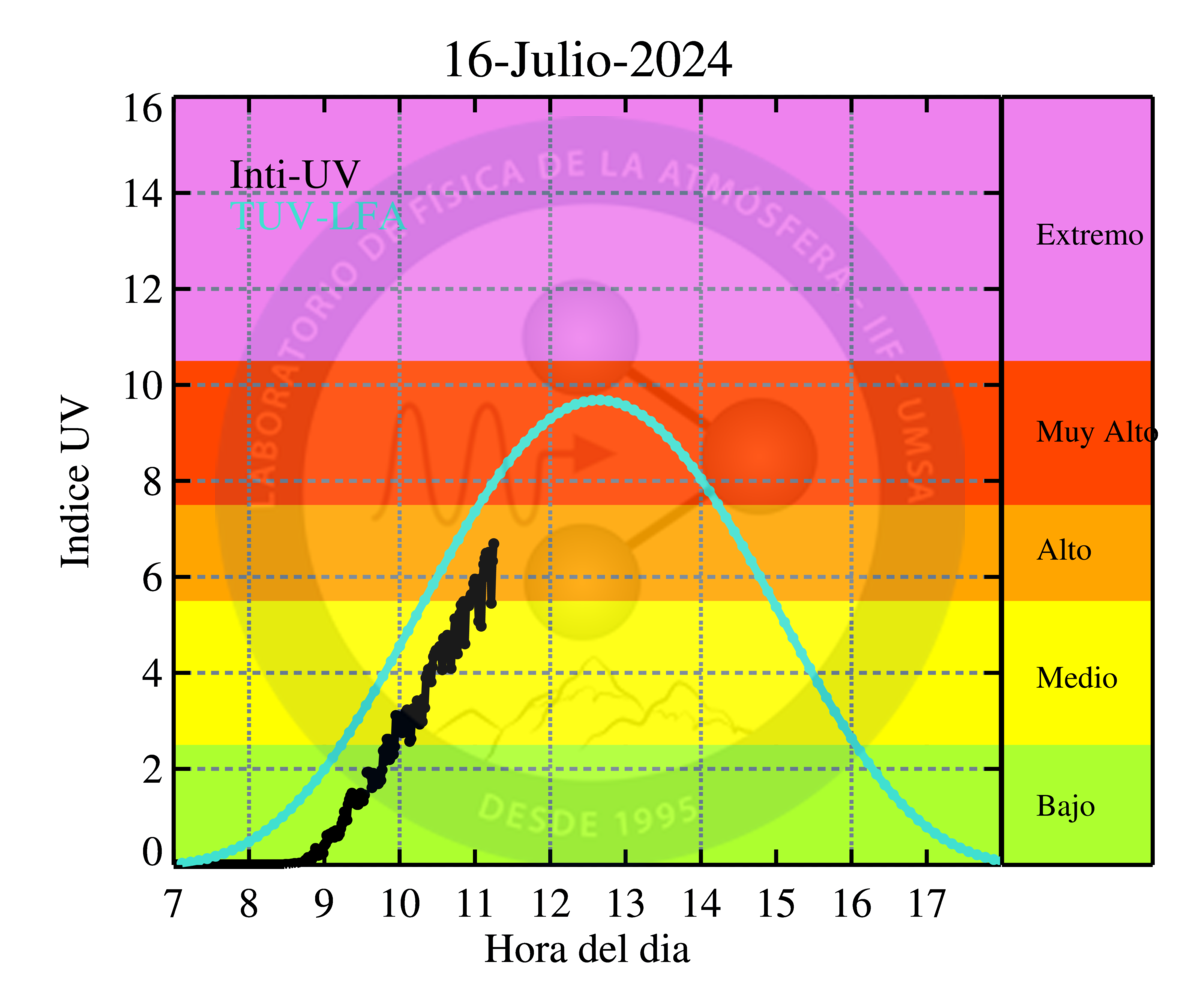 16-Julio-2024
Inti-UV
TUV-LFA
LABORATORIO DE FÍSICA DE LA ATMÓSFERA - IIF - UMSA
DESDE 1995
Indice UV
16
14
12
10
8
6
4
2
0
Extremo
Muy Alto
Alto
Medio
Bajo
7 8 9 10 11 12 13 14 15 16 17
Hora del dia